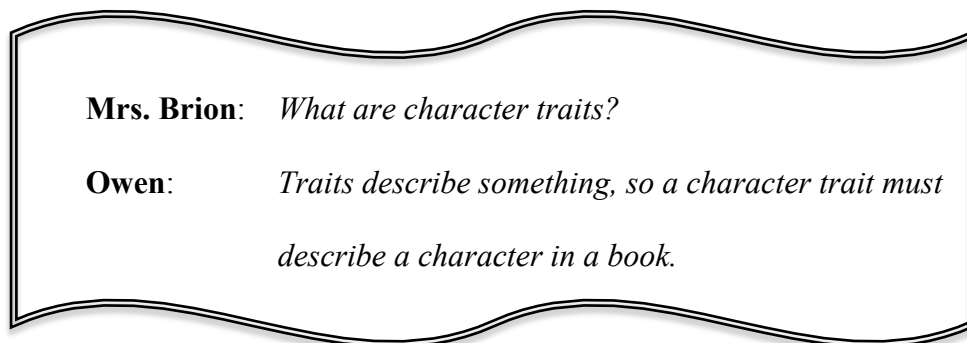 Mrs. Brion: What are character traits?
Owen: Traits describe something, so a character trait must
describe a character in a book.